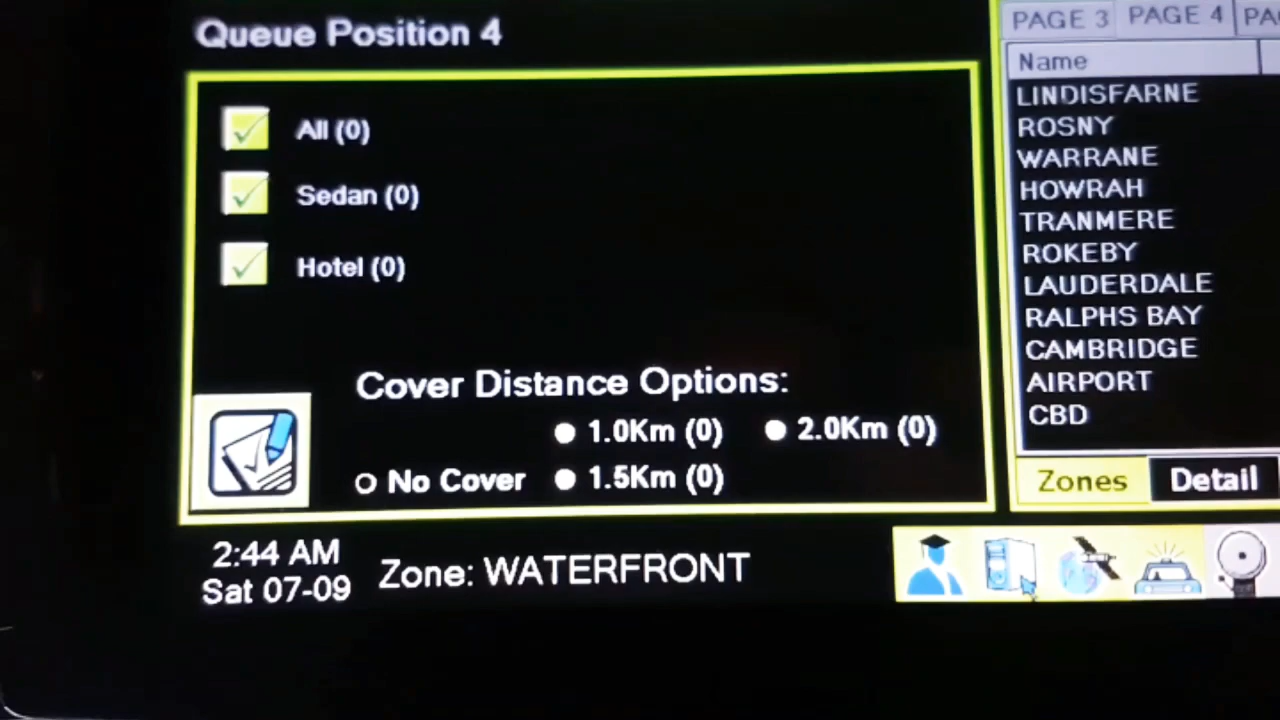 Queue Position 4
All (0)
Sedan (0)
Hotel (0)
Cover Distance Options:
1.0Km (0) 2.0Km (0)
No Cover 1.5Km (0)
2:44 AM
Sat 07-09
Zone: WATERFRONT
PAGE 3 PAGE 4 PA
Name
LINDISFARNE
ROSNY
WARRANE
HOWRAH
TRANMERE
ROKEBY
LAUDERDALE
RALPHS BAY
CAMBRIDGE
AIRPORT
CBD
Zones Detail